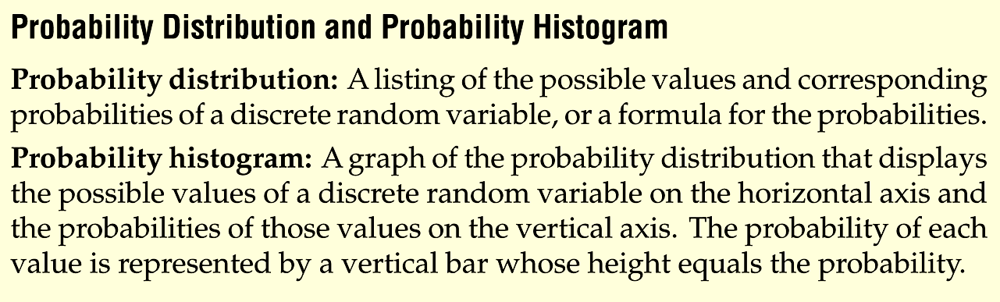 Probability Distribution and Probability Histogram
Probability distribution: A listing of the possible values and corresponding
probabilities of a discrete random variable, or a formula for the probabilities.
Probability histogram: A graph of the probability distribution that displays
the possible values of a discrete random variable on the horizontal axis and
the probabilities of those values on the vertical axis. The probability of each
value is represented by a vertical bar whose height equals the probability.